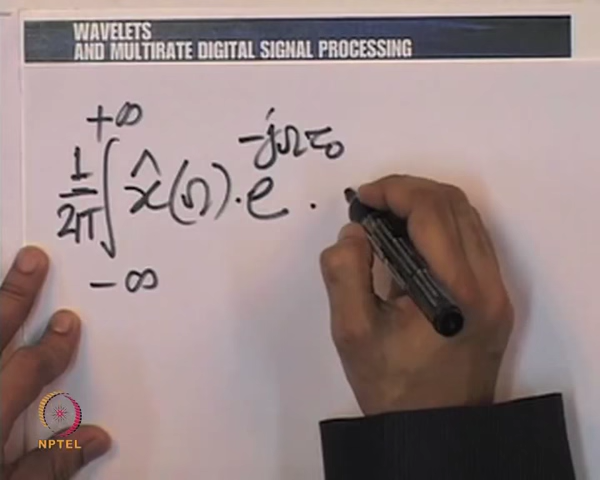 WAVELETS
AND MULTIRATE DIGITAL SIGNAL PROCESSING
+∞
1/2π ∫ x̂(Ω) · e^{-jΩτ₀} ·
-∞
NPTEL